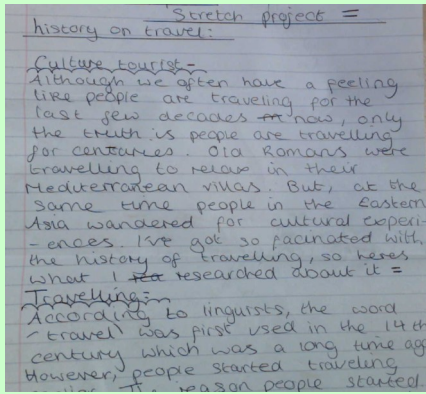 Stretch project =
history on travel:
Culture tourist -
Although we often have a feeling
like people are traveling for the
last few decades now, only
the truth is people are travelling
for centuries. Old Romans were
travelling to relax in their
Mediterranean villas. But, at the
same time people in the Eastern
Asia wandered for cultural experi-
-ences. I've got so facinated with
the history of travelling, so heres
what I researched about it =
Travelling:-
According to linguists, the word
'travel' was first used in the 14th
century which was a long time ago
However, people started traveling
reason people started